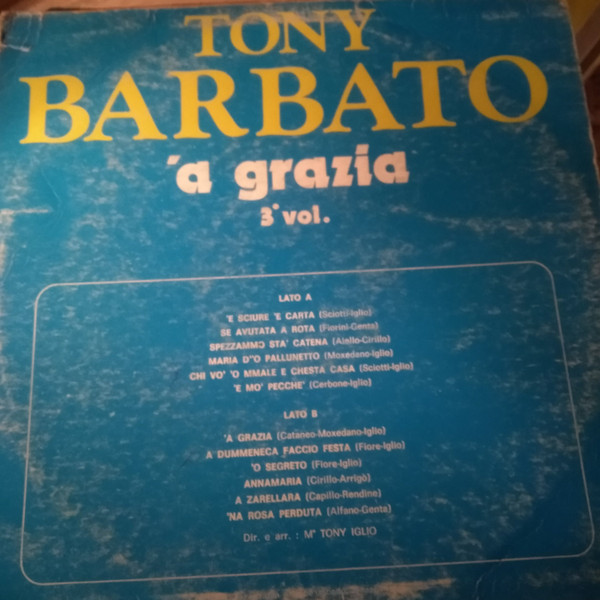 TONY
BARBATO
'a grazia
3° vol.
LATO A
'E SCIURE 'E CARTA (Sciotti-Iglio)
SE AVUTATA A ROTA (Fiorini-Genta)
SPEZZAMMO STA' CATENA (Aiello-Cirillo)
MARIA D''O PALLUNETTO (Moxedano-Iglio)
CHI VO' 'O MMALE E CHESTA CASA (Sciotti-Iglio)
'E MO' PECCHE' (Cerbone-Iglio)
LATO B
'A GRAZIA (Cataneo-Moxedano-Iglio)
A DUMMENECA FACCIO FESTA (Fiore-Iglio)
'O SEGRETO (Fiore-Iglio)
ANNAMARIA (Cirillo-Arrigò)
A ZARELLARA (Capillo-Rendine)
'NA ROSA PERDUTA (Alfano-Genta)
Dir. e arr. : M° TONY IGLIO